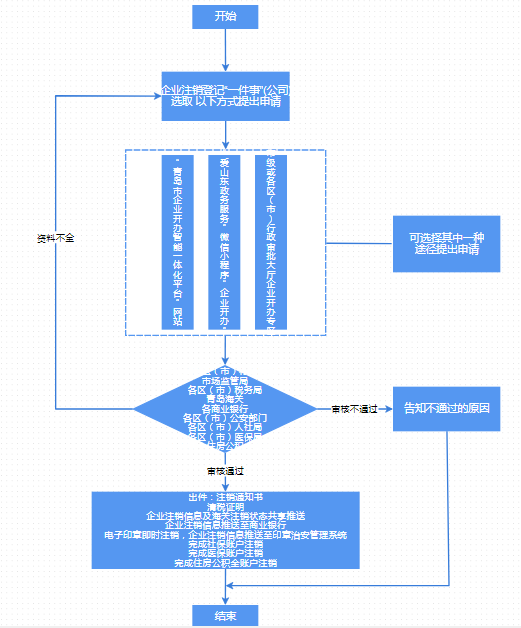 开始
企业注销登记“一件事”(公司)
选取 以下方式提出申请
“青岛市企业开办智能一体化平台”网站
爱山东政务服务”微信小程序“企业开办”
级或各区（市）行政审批大厅企业开办专区
可选择其中一种
途径提出申请
资料不全
区（市）
市场监管局
各区（市）税务局
青岛海关
各商业银行
各区（市）公安部门
各区（市）人社局
各区（市）医保局
住房公积
审核不通过
告知不通过的原因
审核通过
出件：注销通知书
清税证明
企业注销信息及海关注销状态共享推送
企业注销信息推送至商业银行
电子印章即时注销，企业注销信息推送至印章治安管理系统
完成社保账户注销
完成医保账户注销
完成住房公积金账户注销
结束